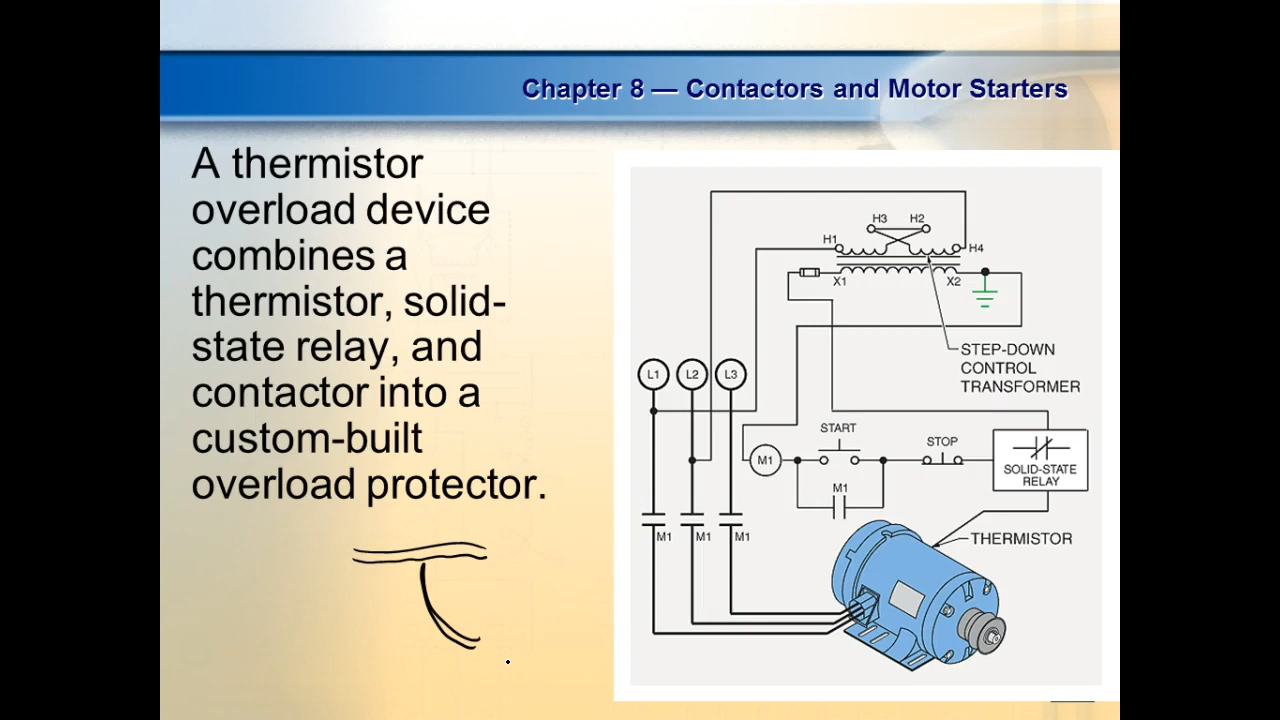 Chapter 8 — Contactors and Motor Starters
A thermistor
overload device
combines a
thermistor, solid-
state relay, and
contactor into a
custom-built
overload protector.
H3 H2
H1 H4
X1 X2
STEP-DOWN
CONTROL
TRANSFORMER
L1 L2 L3
START
STOP
M1
SOLID-STATE
RELAY
M1
M1 M1 M1
THERMISTOR